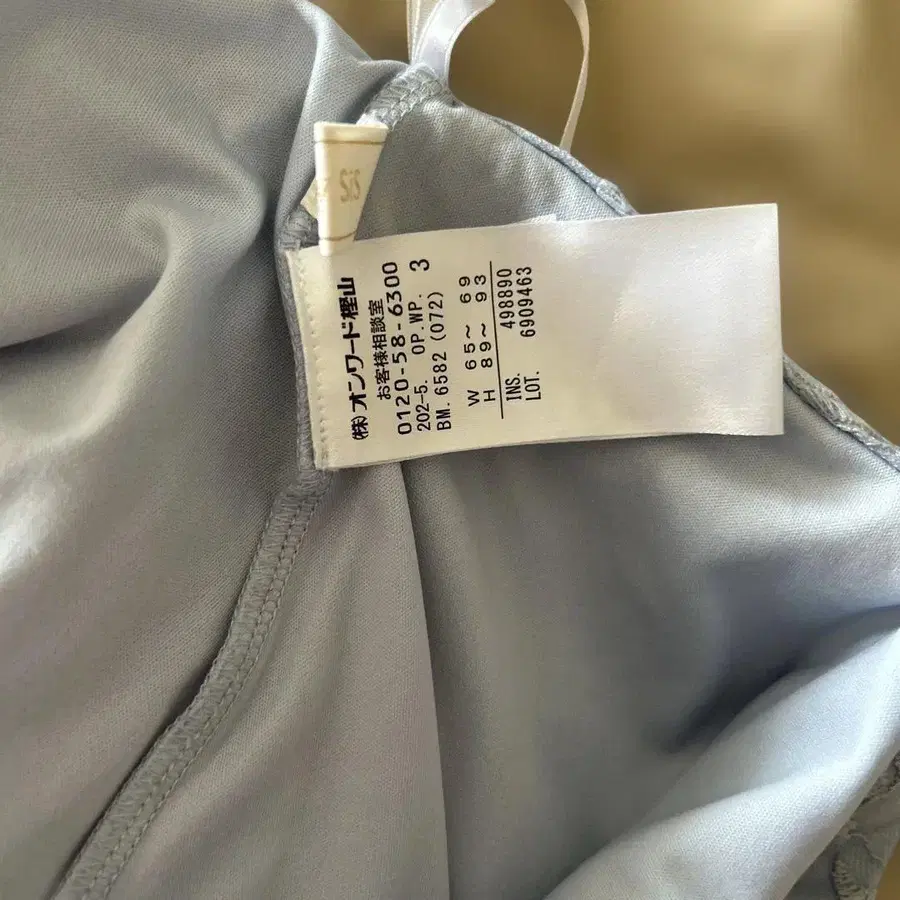 (株)オンワード樫山
お客様相談室
0120-58-6300
202-5. OP.WP. 3
BM. 6582 (072)
W 65～ 69
H 89～ 93
INS. 498890
LOT. 6909463